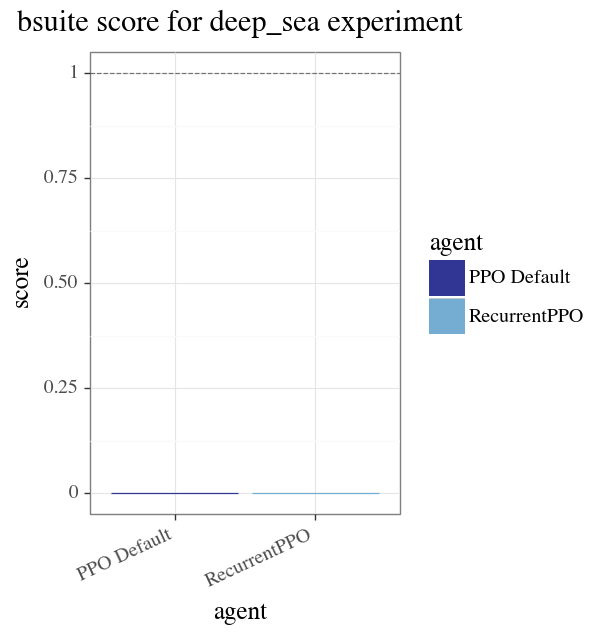 bsuite score for deep_sea experiment
1
0.75
0.50
0.25
0
score
PPO Default
RecurrentPPO
agent
agent
PPO Default
RecurrentPPO